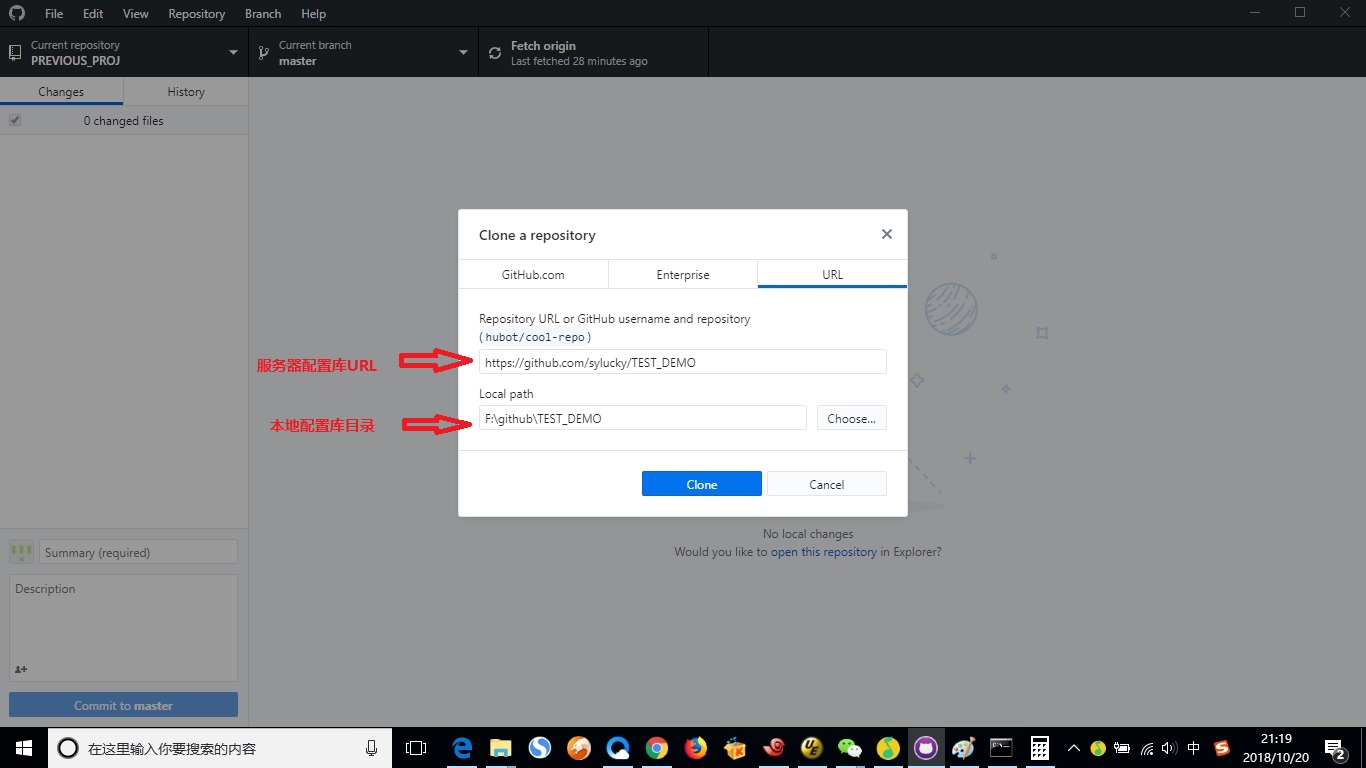 File Edit View Repository Branch Help
Current repository
PREVIOUS_PROJ
Current branch
master
Fetch origin
Last fetched 28 minutes ago
Changes History
0 changed files
Clone a repository
GitHub.com Enterprise URL
Repository URL or GitHub username and repository
(hubot/cool-repo)
服务器配置库URL
https://github.com/sylucky/TEST_DEMO
Local path
本地配置库目录
F:\github\TEST_DEMO
Choose...
Clone Cancel
No local changes
Would you like to open this repository in Explorer?
Summary (required)
Description
Commit to master
在这里输入你要搜索的内容
中
21:19
2018/10/20
2